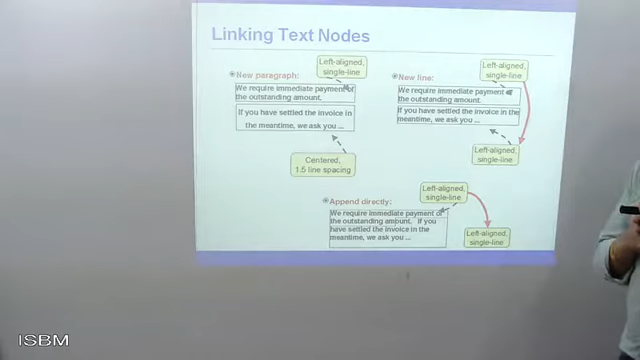 Linking Text Nodes
New paragraph:
Left-aligned,
single-line
We require immediate payment of
the outstanding amount.
If you have settled the invoice in
the meantime, we ask you ...
Centered,
1.5 line spacing
New line:
Left-aligned,
single-line
We require immediate payment of
the outstanding amount.
If you have settled the invoice in the
meantime, we ask you ...
Left-aligned,
single-line
Append directly:
Left-aligned,
single-line
We require immediate payment of
the outstanding amount. If you
have settled the invoice in the
meantime, we ask you ...
Left-aligned,
single-line
ISBM